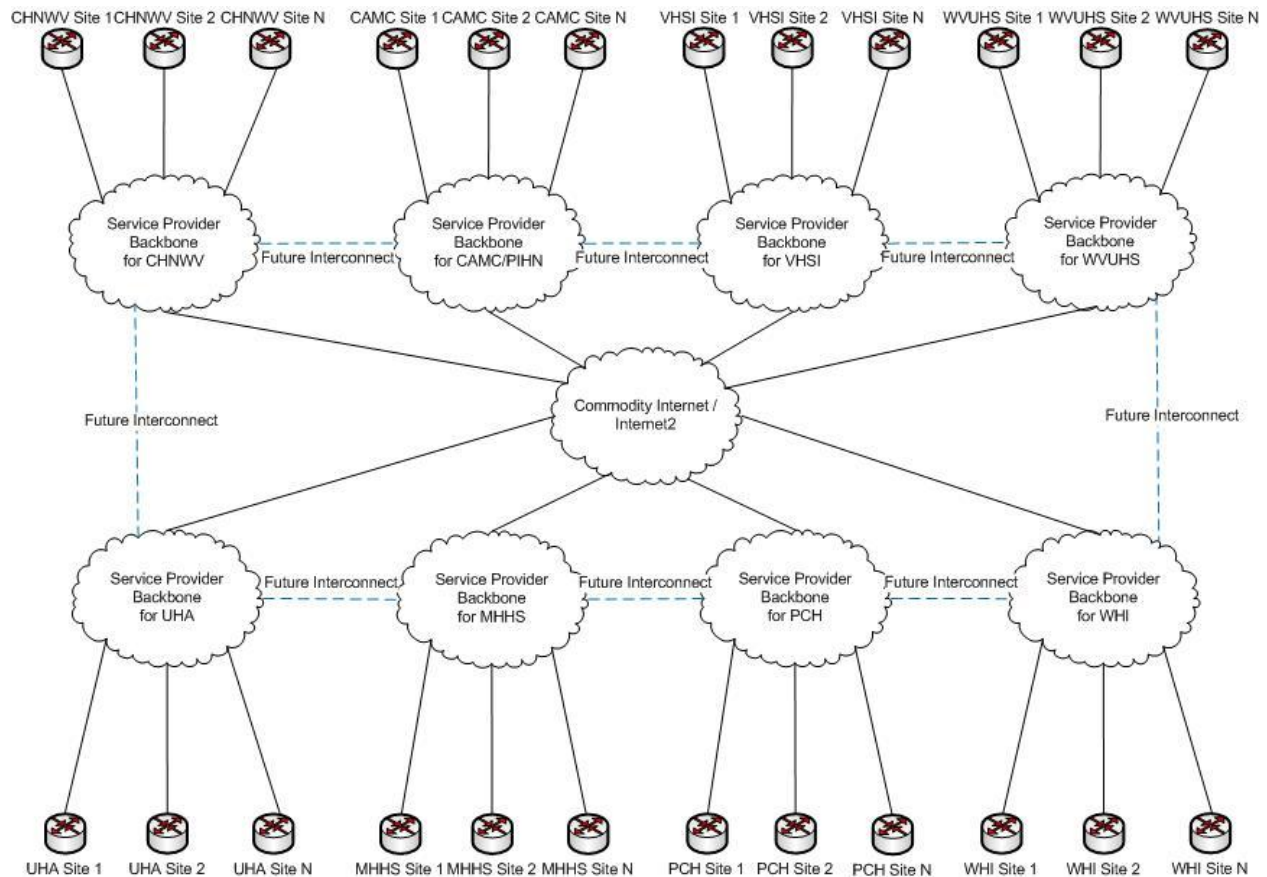 CHNWV Site 1 CHNWV Site 2 CHNWV Site N CAMC Site 1 CAMC Site 2 CAMC Site N VHSI Site 1 VHSI Site 2 VHSI Site N WVUHS Site 1 WVUHS Site 2 WVUHS Site N
Service Provider
Backbone
for CHNWV
Future Interconnect
Service Provider
Backbone
for CAMC/PIHN
Future Interconnect
Service Provider
Backbone
for VHSI
Future Interconnect
Service Provider
Backbone
for WVUHS
Future Interconnect
Commodity Internet /
Internet2
Future Interconnect
Service Provider
Backbone
for UHA
Future Interconnect
Service Provider
Backbone
for MHHS
Future Interconnect
Service Provider
Backbone
for PCH
Future Interconnect
Service Provider
Backbone
for WHI
UHA Site 1 UHA Site 2 UHA Site N MHHS Site 1 MHHS Site 2 MHHS Site N PCH Site 1 PCH Site 2 PCH Site N WHI Site 1 WHI Site 2 WHI Site N